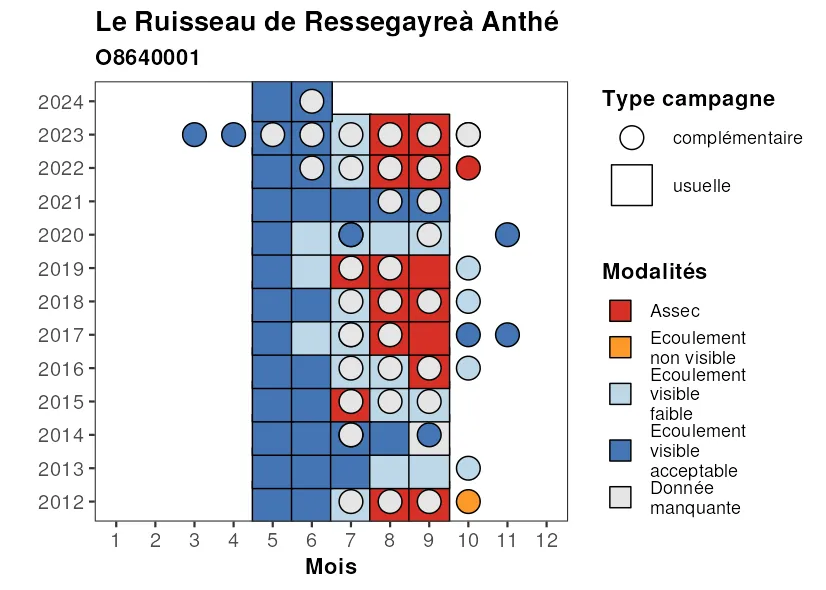 Le Ruisseau de Ressegayreà Anthé
O8640001
2024
2023
2022
2021
2020
2019
2018
2017
2016
2015
2014
2013
2012
1 2 3 4 5 6 7 8 9 10 11 12
Mois
Type campagne
complémentaire
usuelle
Modalités
Assec
Ecoulement
non visible
Ecoulement
visible
faible
Ecoulement
visible
acceptable
Donnée
manquante